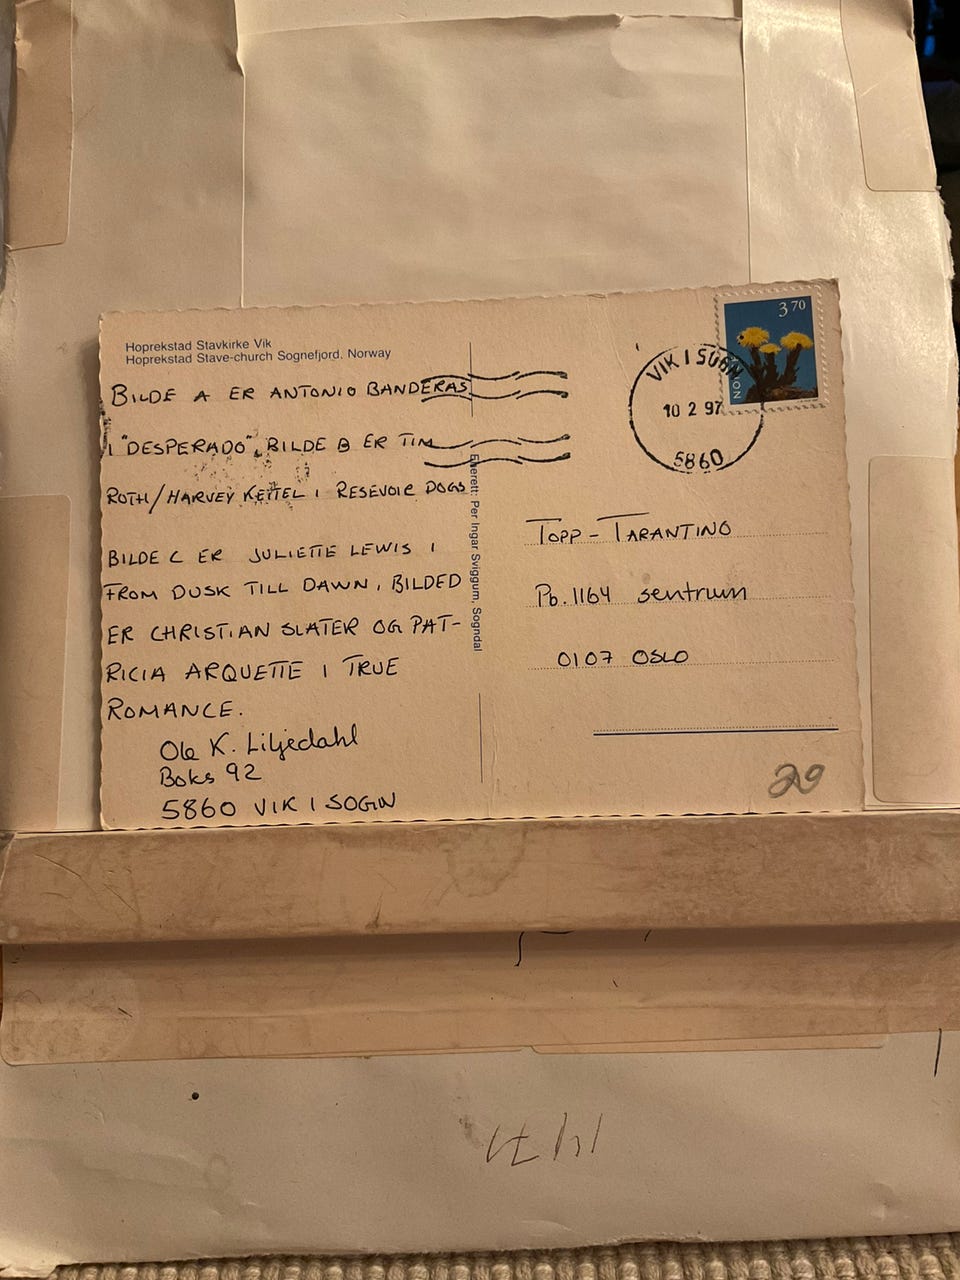 Hoprekstad Stavkirke Vik
Hoprekstad Stave-church Sognefjord, Norway
BILDE A ER ANTONIO BANDERAS
I "DESPERADO", BILDE B ER TIM
ROTH/HARVEY KEITEL I RESEVOIR DOGS
BILDE C ER JULIETTE LEWIS I
FROM DUSK TILL DAWN, BILDE D
ER CHRISTIAN SLATER OG PAT-
RICIA ARQUETTE I TRUE
ROMANCE.
Ole K. Liljedahl
Boks 92
5860 VIK I SOGN
Enerett: Per Ingar Sviggum, Sogndal
3 70
VIK I SOGN
10 2 97
5860
TOPP-TARANTINO
Pb. 1164 sentrum
0107 OSLO
29